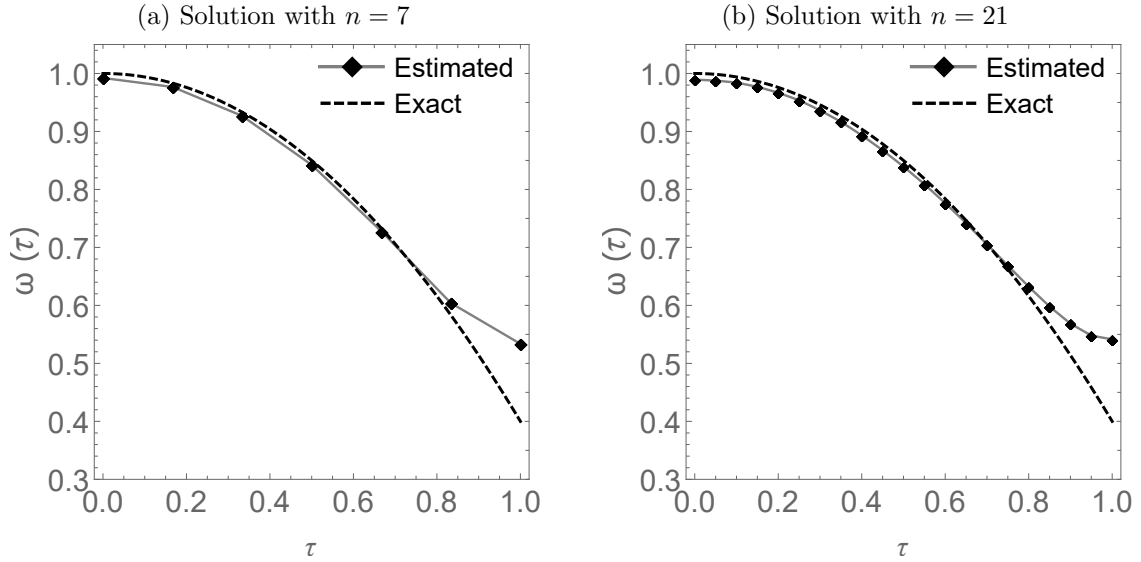 (a) Solution with n = 7
Estimated
Exact
1.0
0.9
0.8
0.7
0.6
0.5
0.4
0.3
ω (τ)
0.0 0.2 0.4 0.6 0.8 1.0
τ
(b) Solution with n = 21
Estimated
Exact
1.0
0.9
0.8
0.7
0.6
0.5
0.4
0.3
ω (τ)
0.0 0.2 0.4 0.6 0.8 1.0
τ